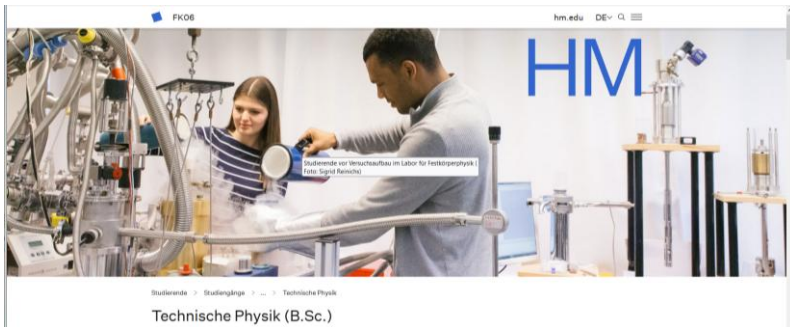 FK06
hm.edu DE
HM
Studierende vor Versuchsaufbau im Labor für Festkörperphysik (
Foto: Sigrid Reinichs)
Studierende > Studiengänge > ... > Technische Physik
Technische Physik (B.Sc.)